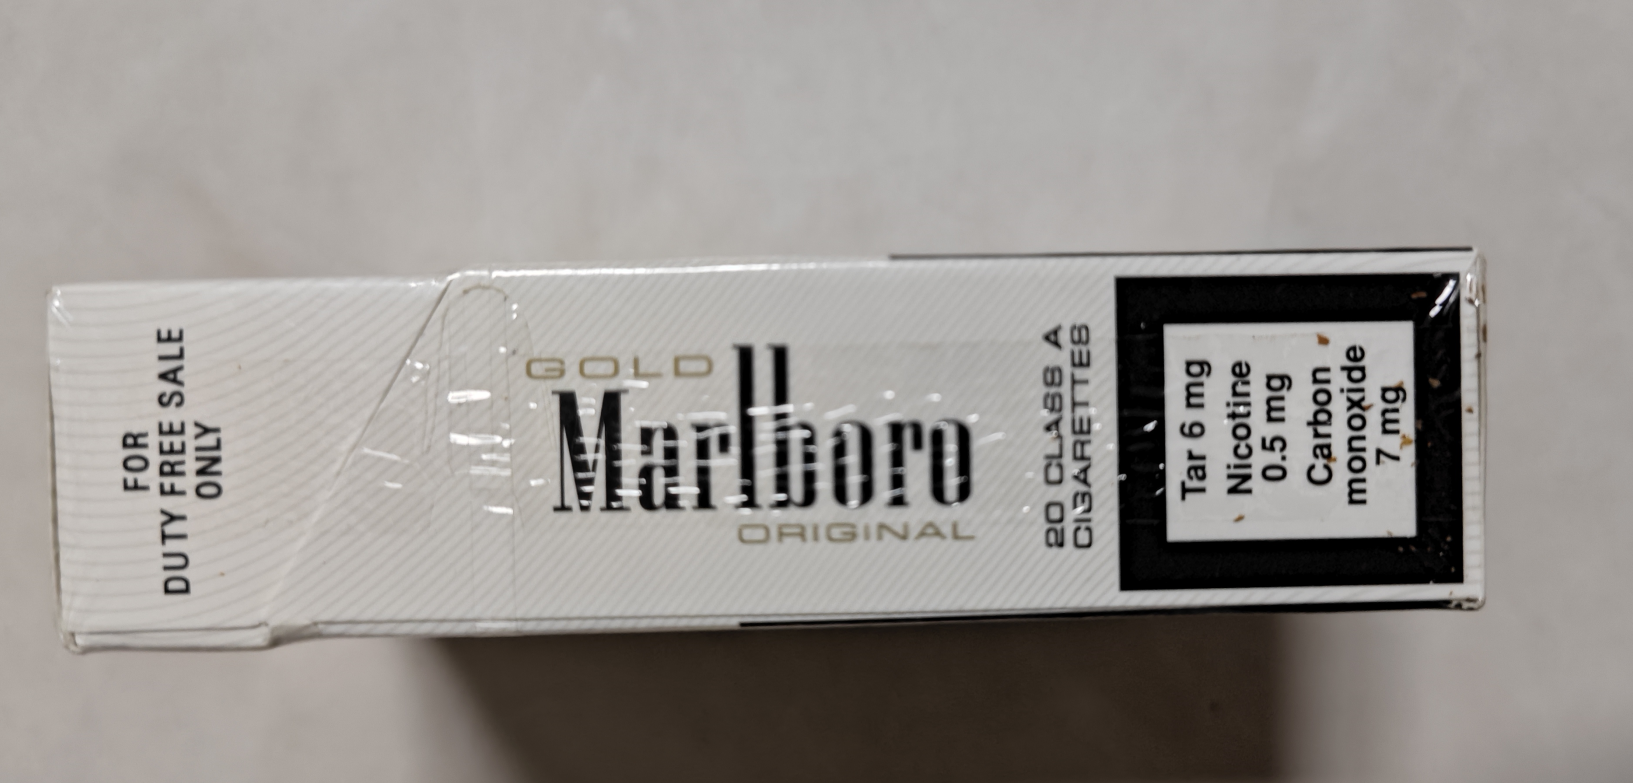 FOR
DUTY FREE SALE
ONLY
GOLD
Marlboro
ORIGINAL
20 CLASS A
CIGARETTES
Tar 6 mg
Nicotine
0.5 mg
Carbon
monoxide
7 mg